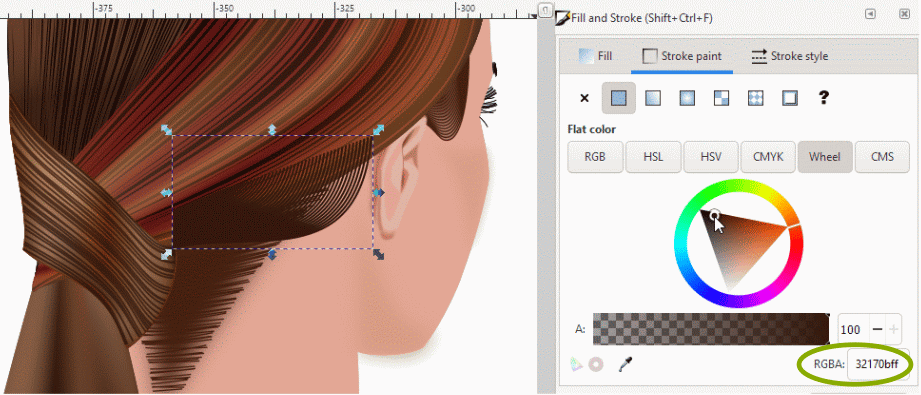 -375 -350 -325 -300
Fill and Stroke (Shift+Ctrl+F)
Fill Stroke paint Stroke style
?
Flat color
RGB HSL HSV CMYK Wheel CMS
A: 100 − +
RGBA: 32170bff